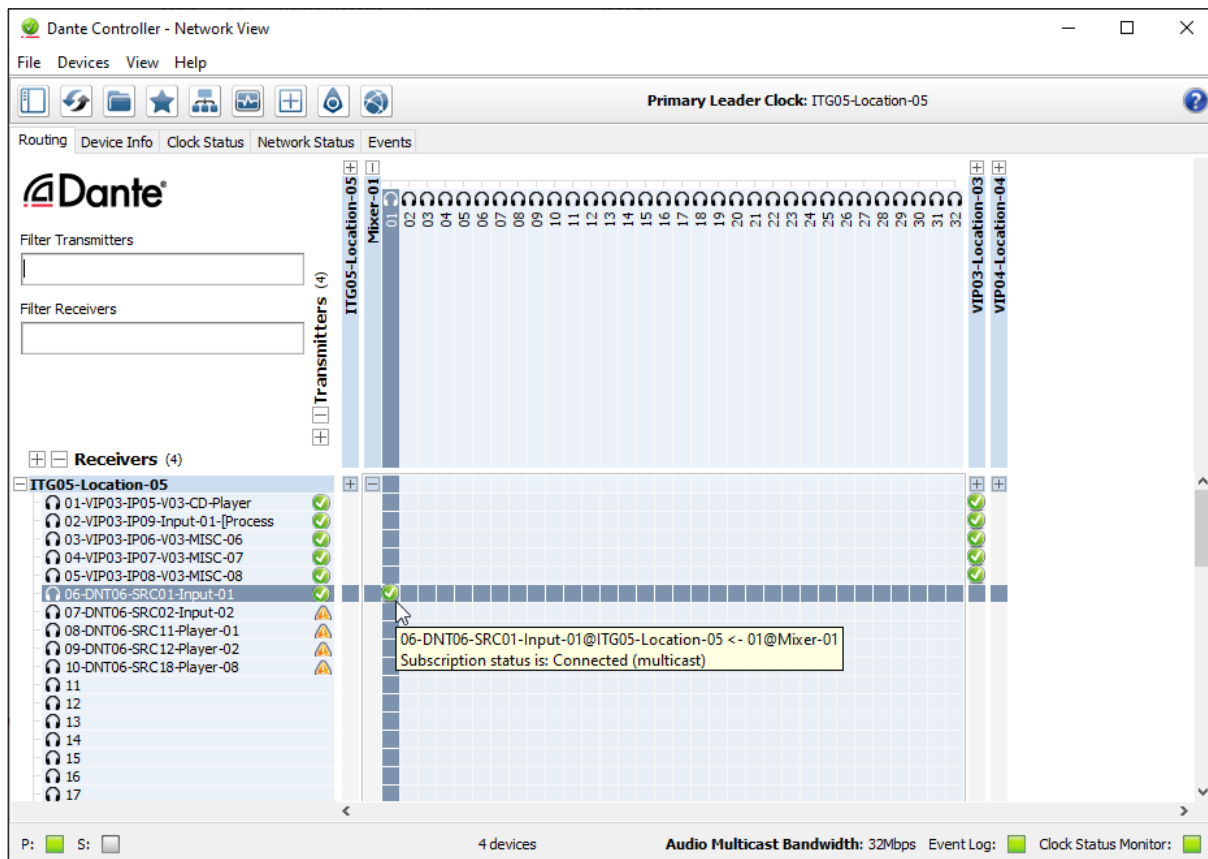 Dante Controller - Network View
File Devices View Help
Primary Leader Clock: ITG05-Location-05
?
Routing Device Info Clock Status Network Status Events
Dante®
Filter Transmitters
Filter Receivers
Transmitters (4)
ITG05-Location-05
Mixer-01
01 02 03 04 05 06 07 08 09 10 11 12 13 14 15 16 17 18 19 20 21 22 23 24 25 26 27 28 29 30 31 32
VIP03-Location-03
VIP04-Location-04
Receivers (4)
ITG05-Location-05
01-VIP03-IP05-V03-CD-Player
02-VIP03-IP09-Input-01-[Process
03-VIP03-IP06-V03-MISC-06
04-VIP03-IP07-V03-MISC-07
05-VIP03-IP08-V03-MISC-08
06-DNT06-SRC01-Input-01
07-DNT06-SRC02-Input-02
08-DNT06-SRC11-Player-01
09-DNT06-SRC12-Player-02
10-DNT06-SRC18-Player-08
11
12
13
14
15
16
17
06-DNT06-SRC01-Input-01@ITG05-Location-05 <- 01@Mixer-01
Subscription status is: Connected (multicast)
P: S: 4 devices Audio Multicast Bandwidth: 32Mbps Event Log: Clock Status Monitor: